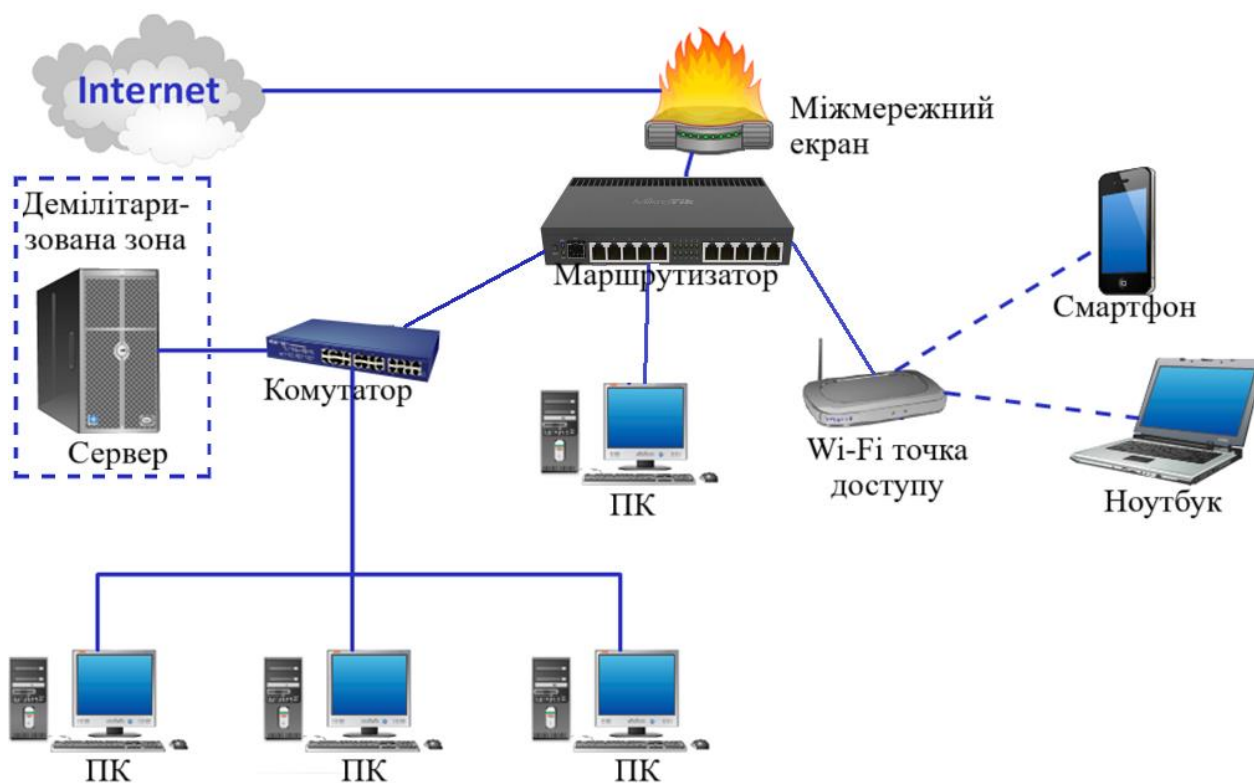 Internet
Міжмережний
екран
Демілітари-
зована зона
Маршрутизатор
Смартфон
Комутатор
Сервер
Wi-Fi точка
доступу
ПК
Ноутбук
ПК
ПК
ПК